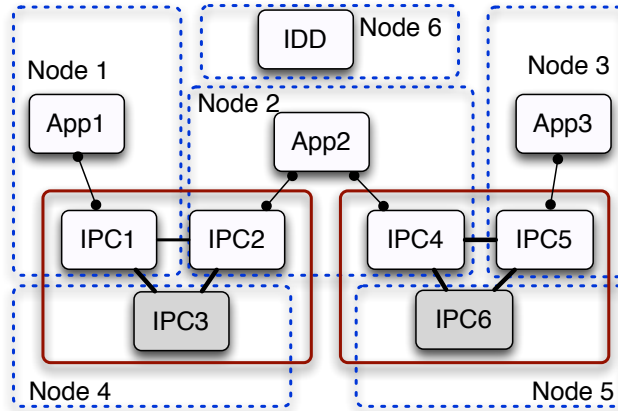 IDD
Node 6
Node 1
Node 3
Node 2
App1
App2
App3
IPC1
IPC2
IPC4
IPC5
IPC3
IPC6
Node 4
Node 5